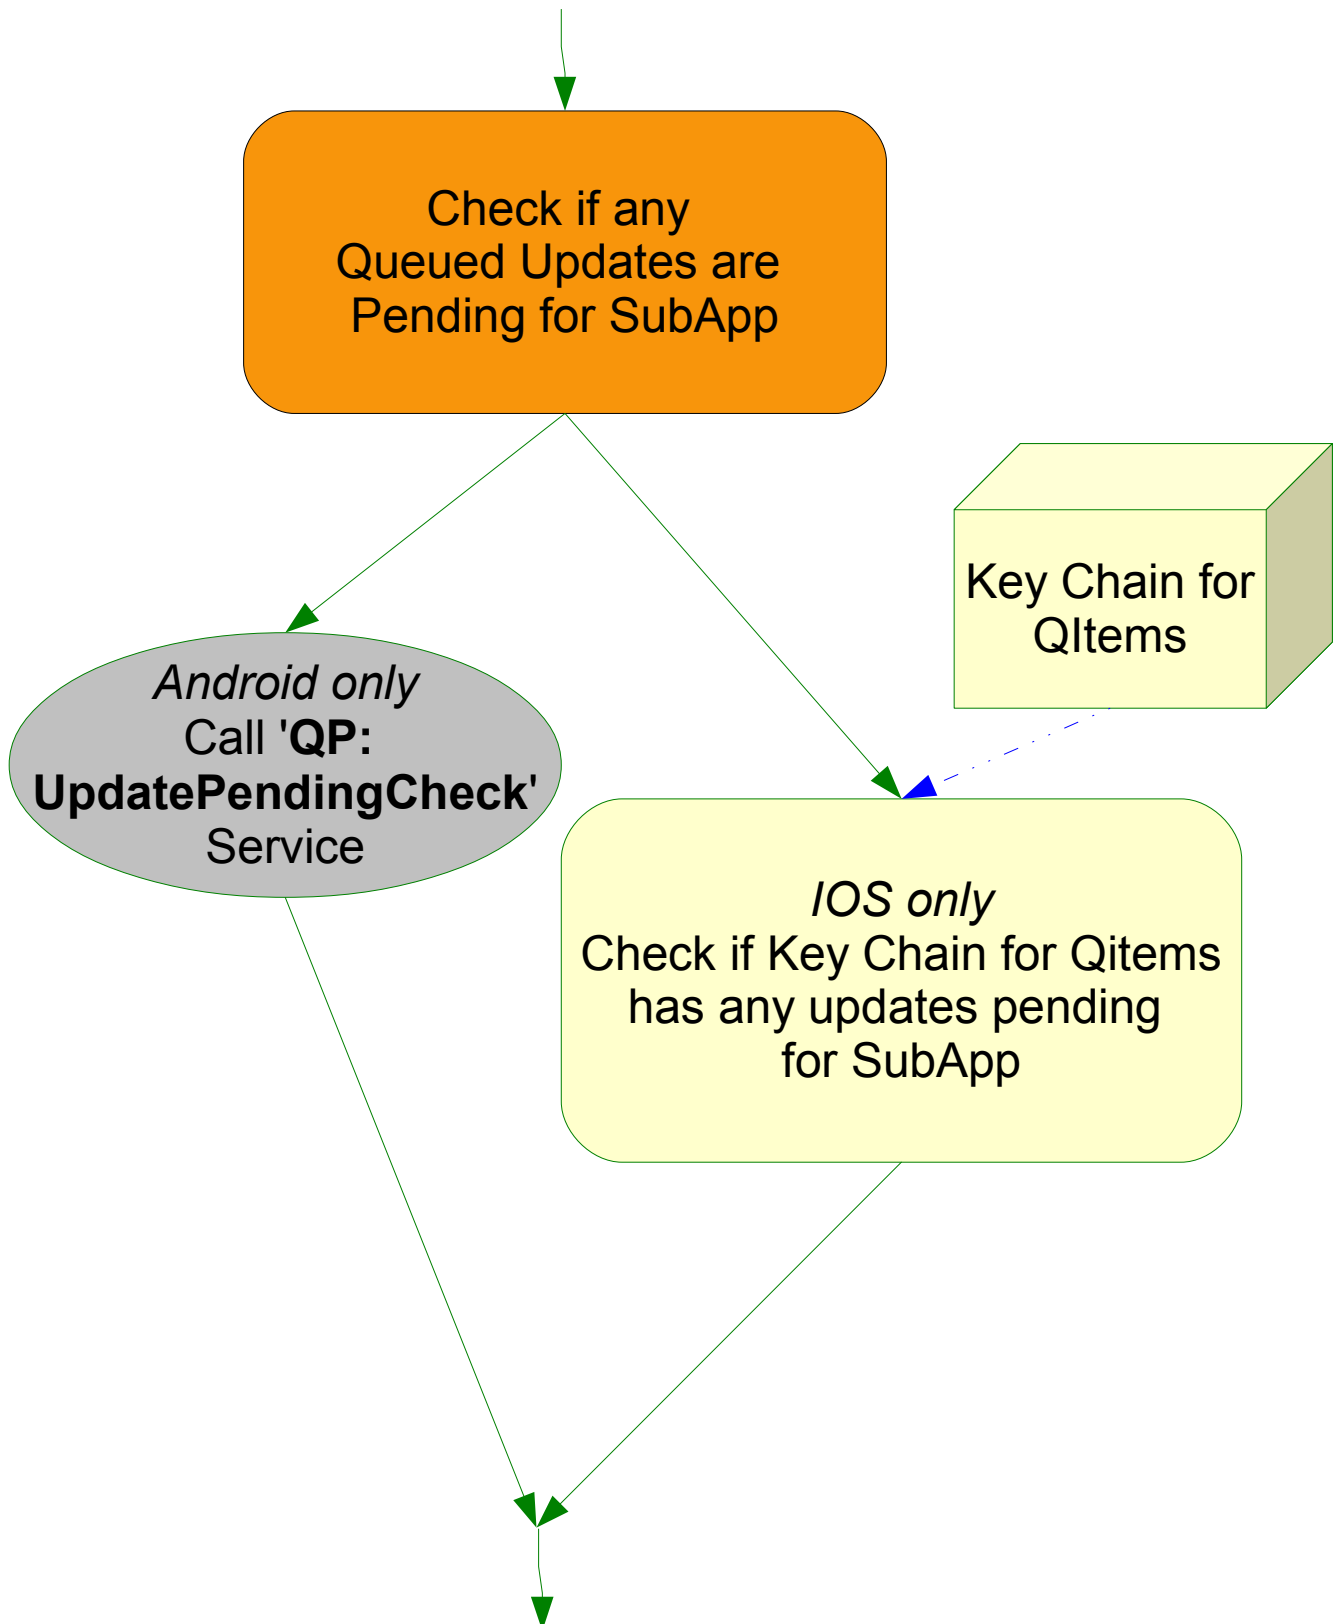 Check if any
Queued Updates are
Pending for SubApp
Key Chain for
QItems
Android only
Call 'QP:
UpdatePendingCheck'
Service
IOS only
Check if Key Chain for Qitems
has any updates pending
for SubApp